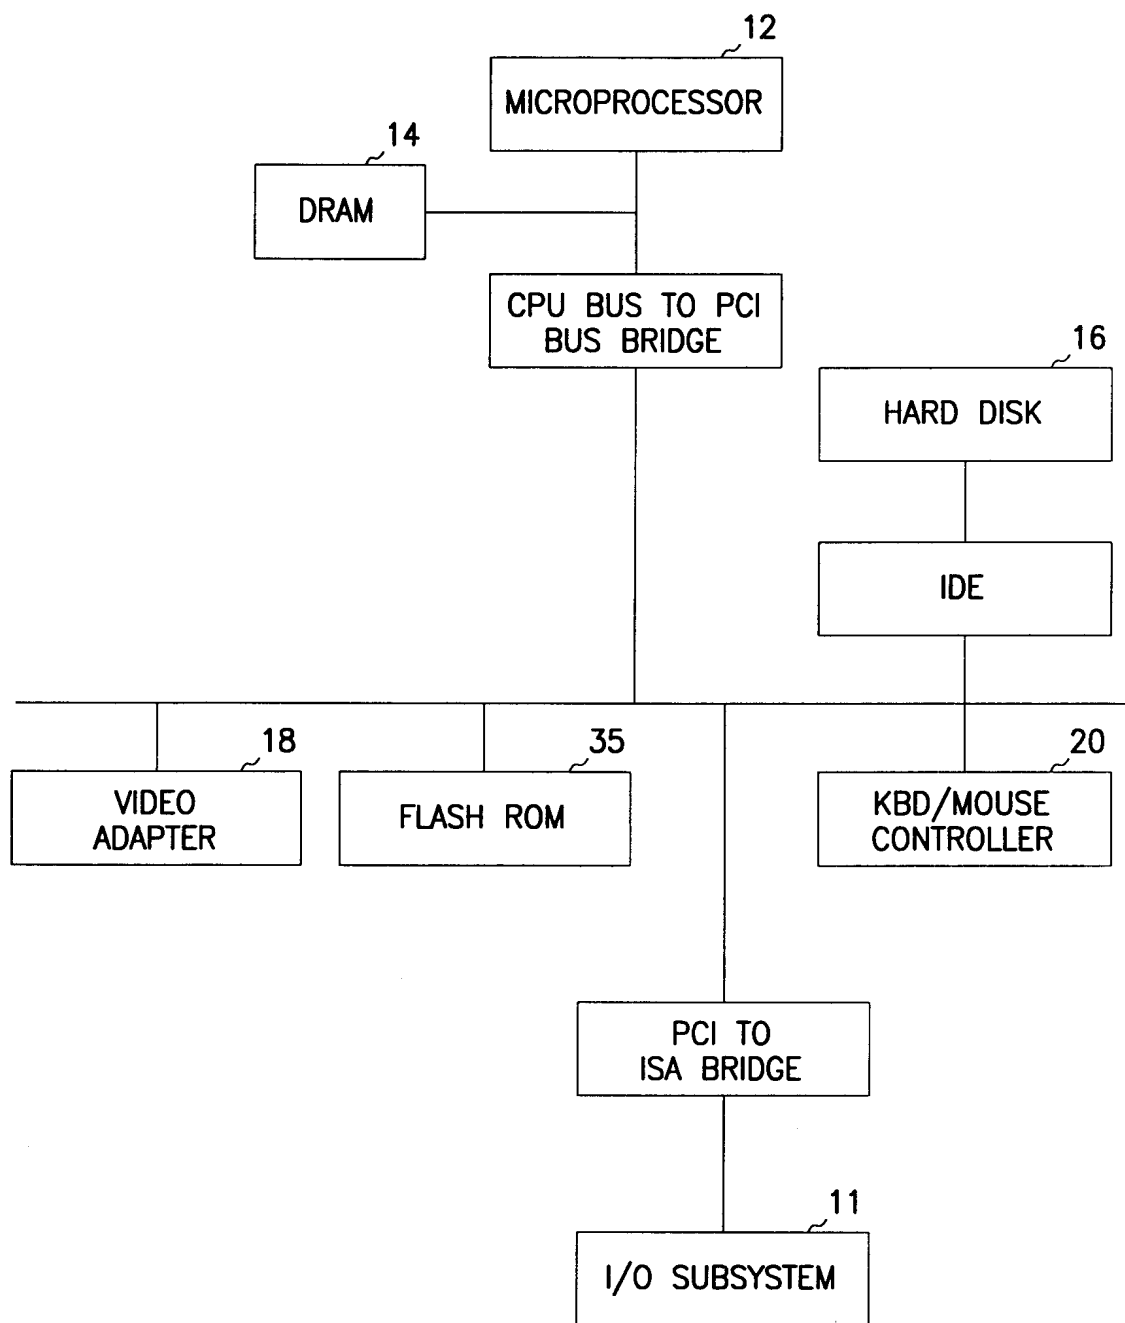 12
MICROPROCESSOR
14
DRAM
CPU BUS TO PCI
BUS BRIDGE
16
HARD DISK
IDE
18
VIDEO
ADAPTER
35
FLASH ROM
20
KBD/MOUSE
CONTROLLER
PCI TO
ISA BRIDGE
11
I/O SUBSYSTEM